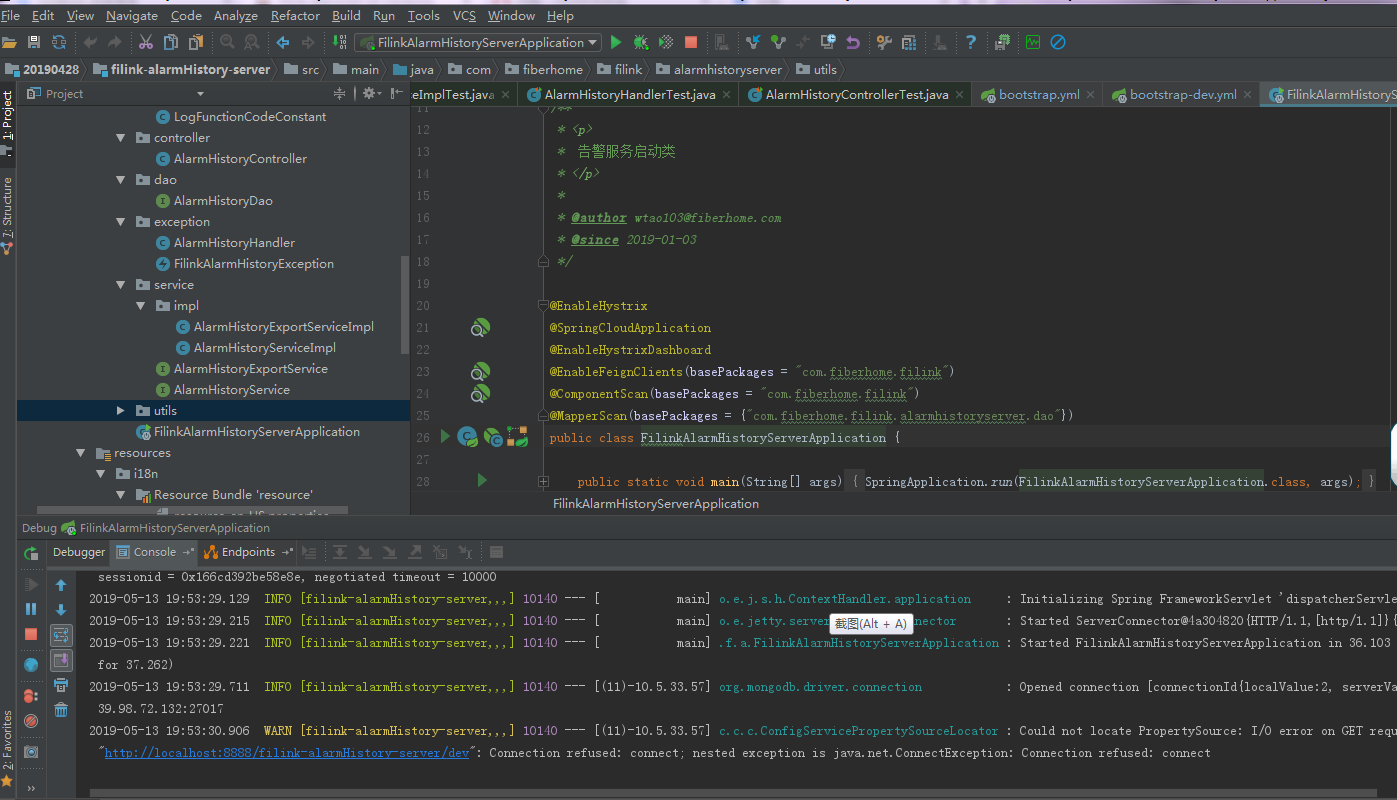 File Edit View Navigate Code Analyze Refactor Build Run Tools VCS Window Help
FilinkAlarmHistoryServerApplication
20190428 filink-alarmHistory-server src main java com fiberhome filink alarmhistoryserver utils
Project
ceImplTest.java AlarmHistoryHandlerTest.java AlarmHistoryControllerTest.java bootstrap.yml bootstrap-dev.yml FilinkAlarmHistoryS
1: Project
7: Structure
2: Favorites
LogFunctionCodeConstant
controller
AlarmHistoryController
dao
AlarmHistoryDao
exception
AlarmHistoryHandler
FilinkAlarmHistoryException
service
impl
AlarmHistoryExportServiceImpl
AlarmHistoryServiceImpl
AlarmHistoryExportService
AlarmHistoryService
utils
FilinkAlarmHistoryServerApplication
resources
i18n
Resource Bundle 'resource'
11 /**
12 * <p>
13 * 告警服务启动类
14 * </p>
15 *
16 * @author wtao103@fiberhome.com
17 * @since 2019-01-03
18 */
19
20 @EnableHystrix
21 @SpringCloudApplication
22 @EnableHystrixDashboard
23 @EnableFeignClients(basePackages = "com.fiberhome.filink")
24 @ComponentScan(basePackages = "com.fiberhome.filink")
25 @MapperScan(basePackages = {"com.fiberhome.filink.alarmhistoryserver.dao"})
26 public class FilinkAlarmHistoryServerApplication {
27
28 public static void main(String[] args) { SpringApplication.run(FilinkAlarmHistoryServerApplication.class, args); }
FilinkAlarmHistoryServerApplication
Debug FilinkAlarmHistoryServerApplication
Debugger Console Endpoints
sessionid = 0x166cd392be58e8e, negotiated timeout = 10000
2019-05-13 19:53:29.129 INFO [filink-alarmHistory-server,,,] 10140 --- [ main] o.e.j.s.h.ContextHandler.application : Initializing Spring FrameworkServlet 'dispatcherServle
2019-05-13 19:53:29.215 INFO [filink-alarmHistory-server,,,] 10140 --- [ main] o.e.jetty.server nnector : Started ServerConnector@4a304820{HTTP/1.1,[http/1.1]}{
截图(Alt + A)
2019-05-13 19:53:29.221 INFO [filink-alarmHistory-server,,,] 10140 --- [ main] .f.a.FilinkAlarmHistoryServerApplication : Started FilinkAlarmHistoryServerApplication in 36.103
for 37.262)
2019-05-13 19:53:29.711 INFO [filink-alarmHistory-server,,,] 10140 --- [(11)-10.5.33.57] org.mongodb.driver.connection : Opened connection [connectionId{localValue:2, serverVa
39.98.72.132:27017
2019-05-13 19:53:30.906 WARN [filink-alarmHistory-server,,,] 10140 --- [(11)-10.5.33.57] c.c.c.ConfigServicePropertySourceLocator : Could not locate PropertySource: I/O error on GET requ
"http://localhost:8888/filink-alarmHistory-server/dev": Connection refused: connect; nested exception is java.net.ConnectException: Connection refused: connect